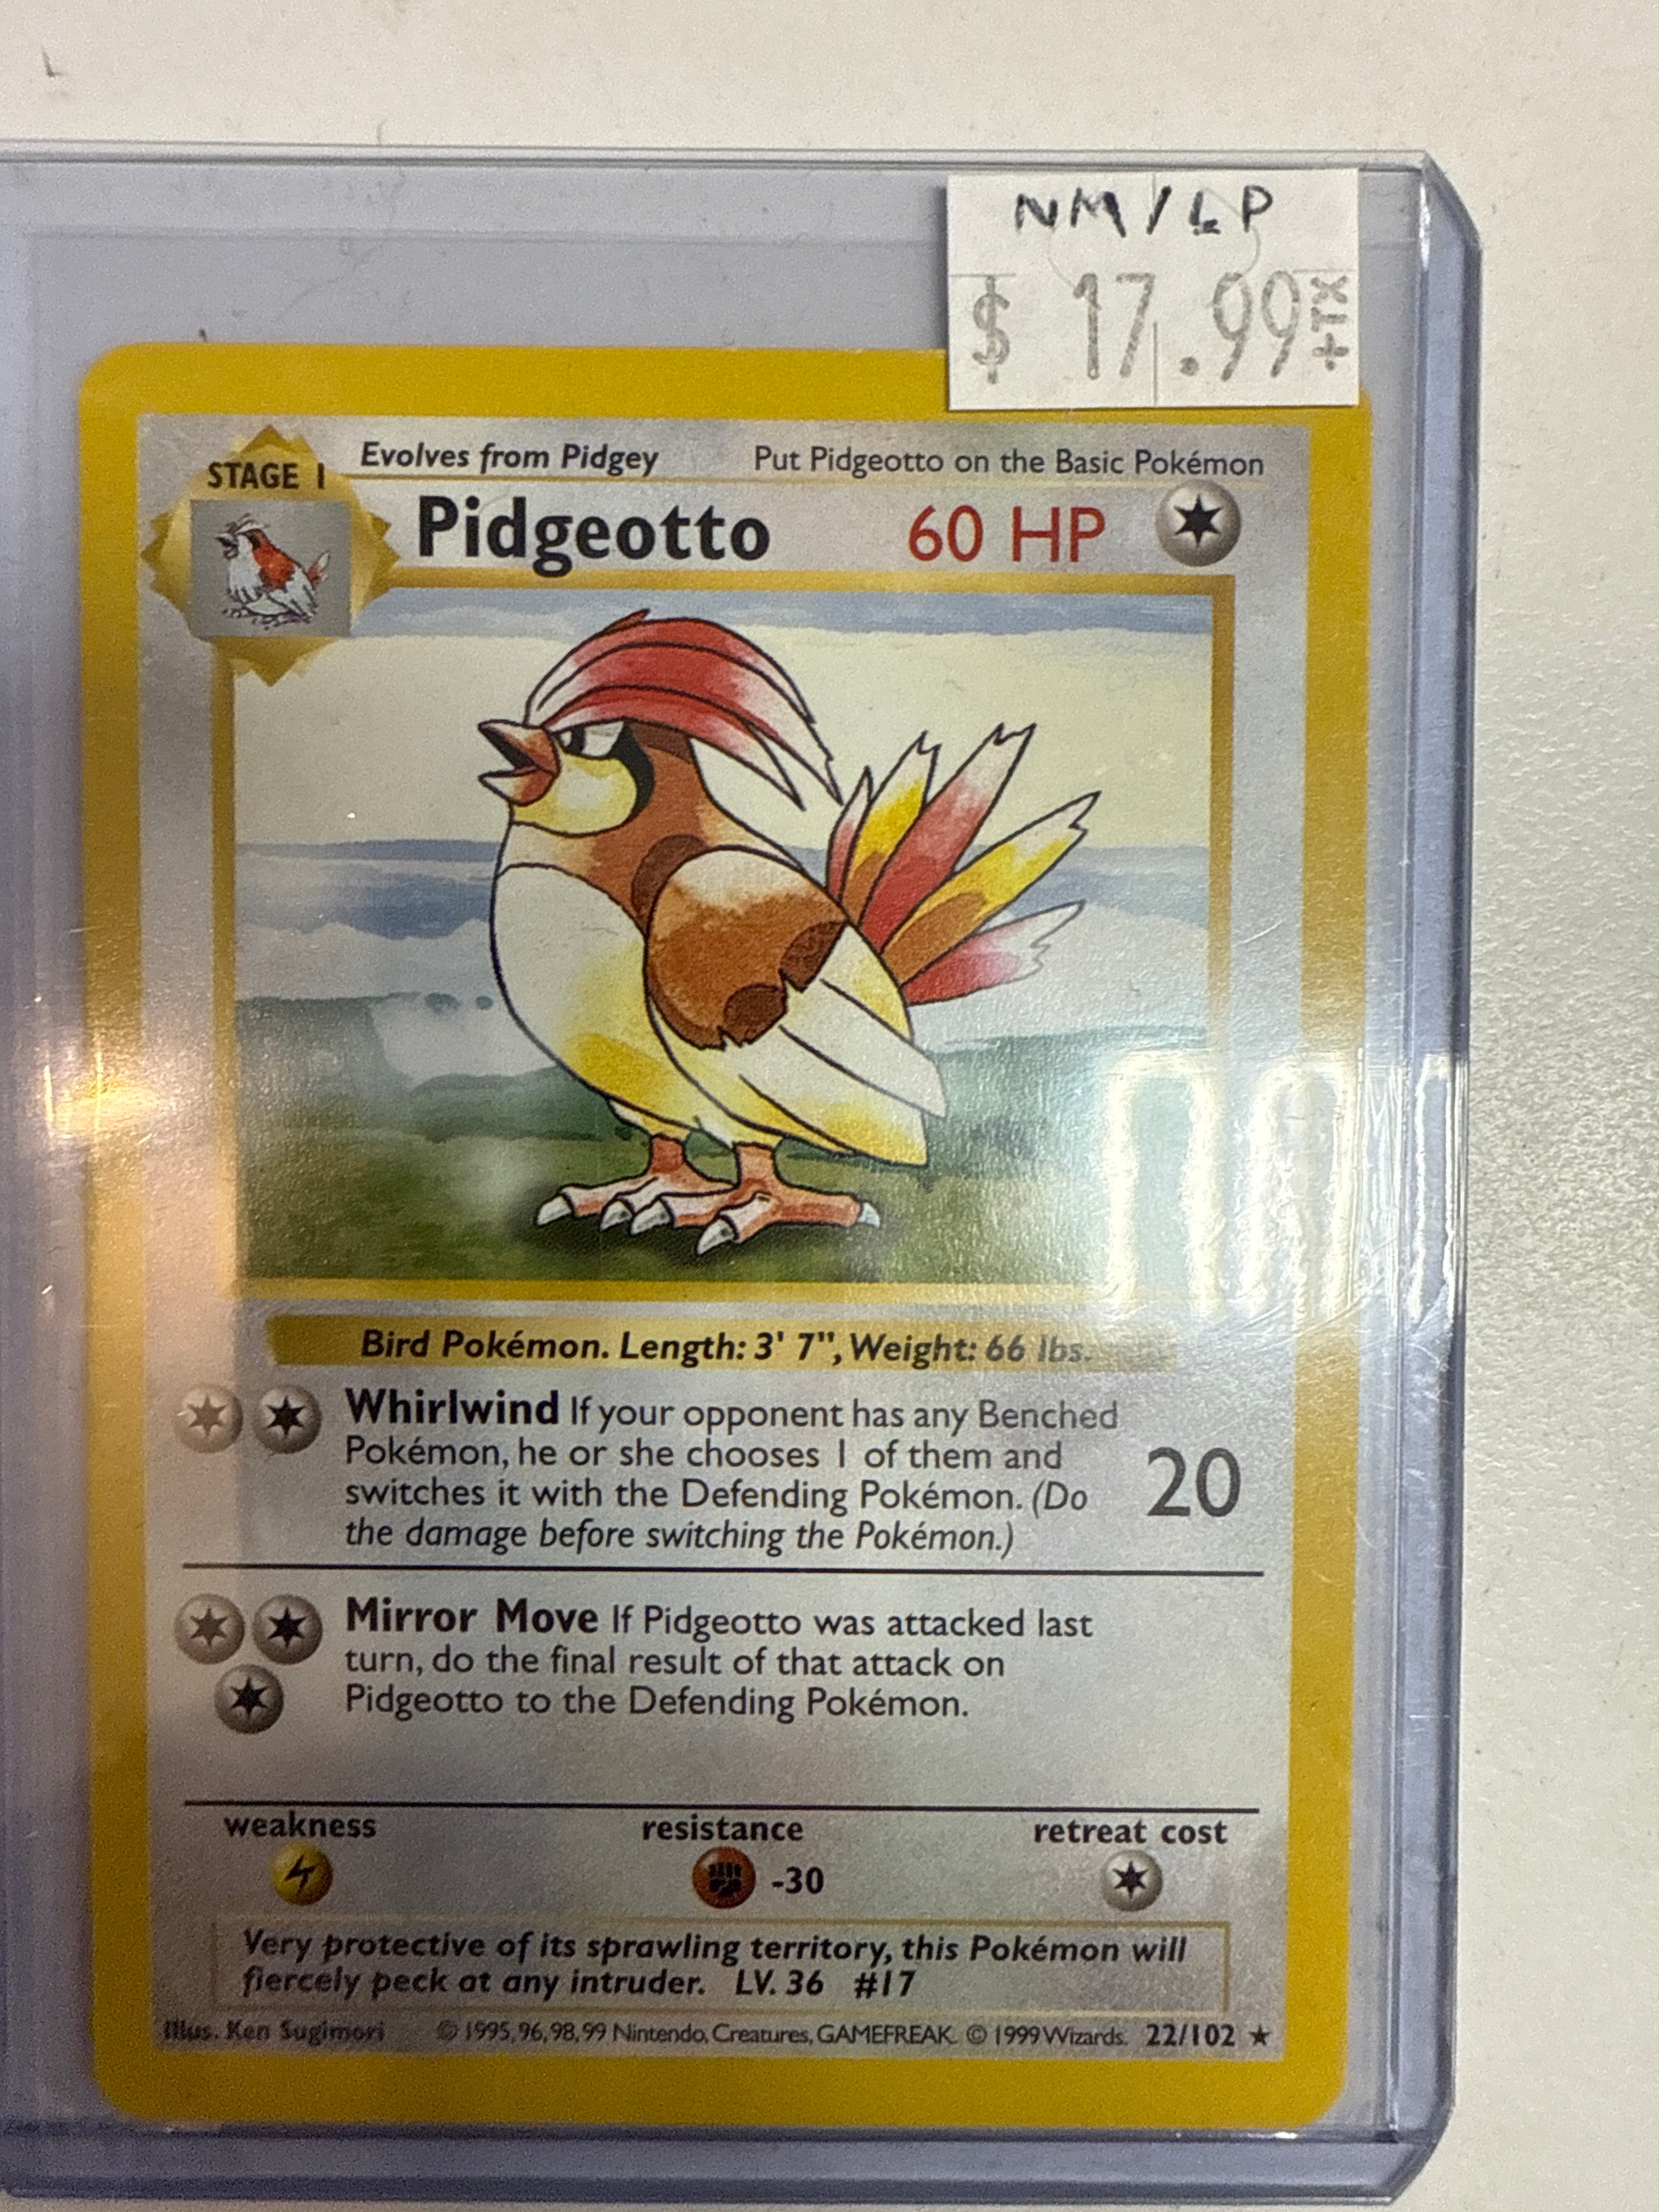 NM/LP
$ 17.99 +TX
Evolves from Pidgey Put Pidgeotto on the Basic Pokémon
STAGE 1
Pidgeotto 60 HP
Bird Pokémon. Length: 3' 7", Weight: 66 lbs.
Whirlwind If your opponent has any Benched
Pokémon, he or she chooses 1 of them and
switches it with the Defending Pokémon. (Do
the damage before switching the Pokémon.)
20
Mirror Move If Pidgeotto was attacked last
turn, do the final result of that attack on
Pidgeotto to the Defending Pokémon.
weakness resistance retreat cost
-30
Very protective of its sprawling territory, this Pokémon will
fiercely peck at any intruder. LV. 36 #17
Illus. Ken Sugimori © 1995, 96, 98, 99 Nintendo, Creatures, GAMEFREAK. © 1999 Wizards. 22/102 ★